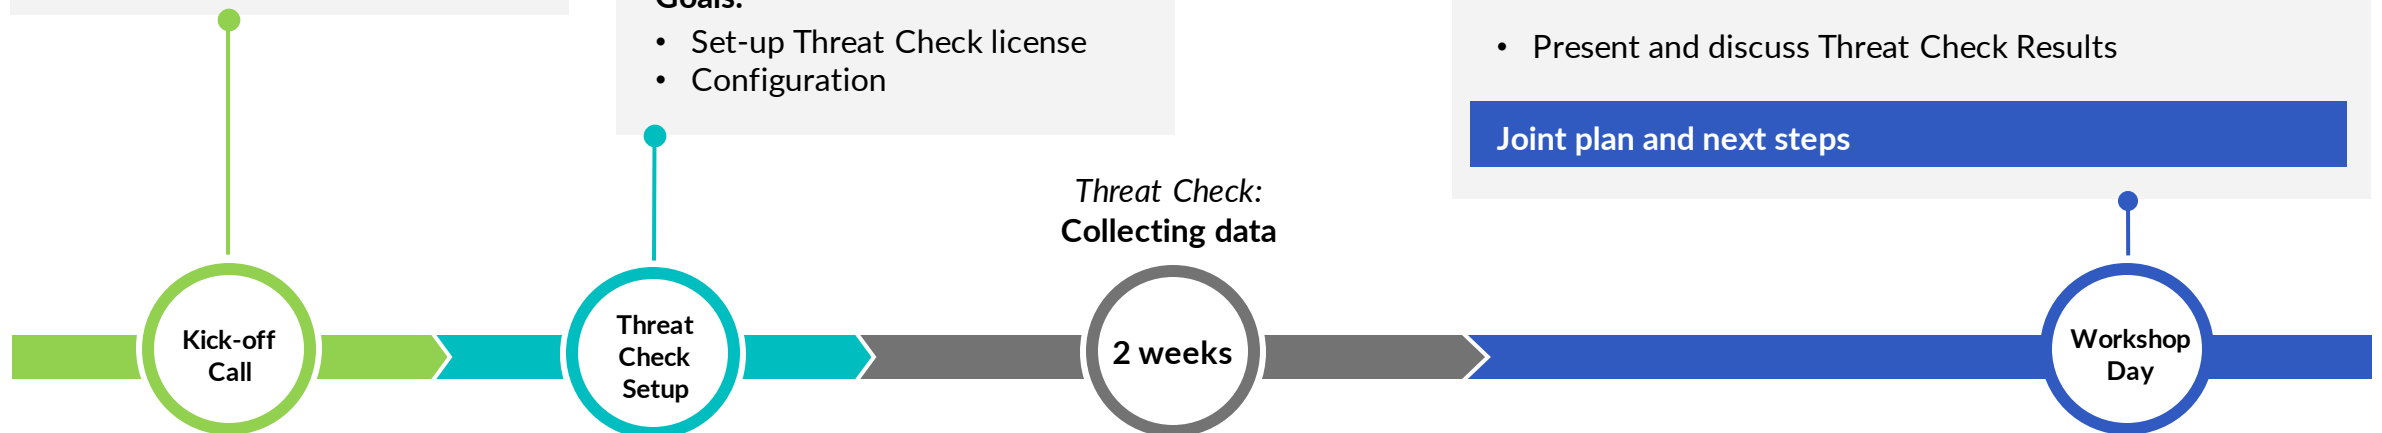 Goals:
• Set-up Threat Check license
• Configuration
• Present and discuss Threat Check Results
Joint plan and next steps
Threat Check:
Collecting data
Kick-off
Call
Threat
Check
Setup
2 weeks
Workshop
Day